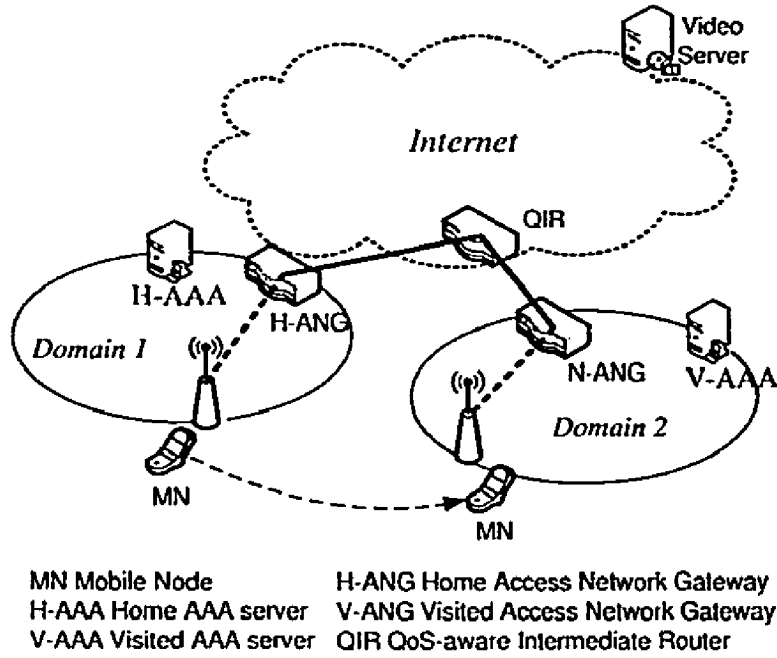 Video
Server
Internet
QIR
H-AAA
H-ANG
Domain 1
N-ANG
V-AAA
Domain 2
MN
MN
MN Mobile Node
H-ANG Home Access Network Gateway
H-AAA Home AAA server
V-ANG Visited Access Network Gateway
V-AAA Visited AAA server
QIR QoS-aware Intermediate Router